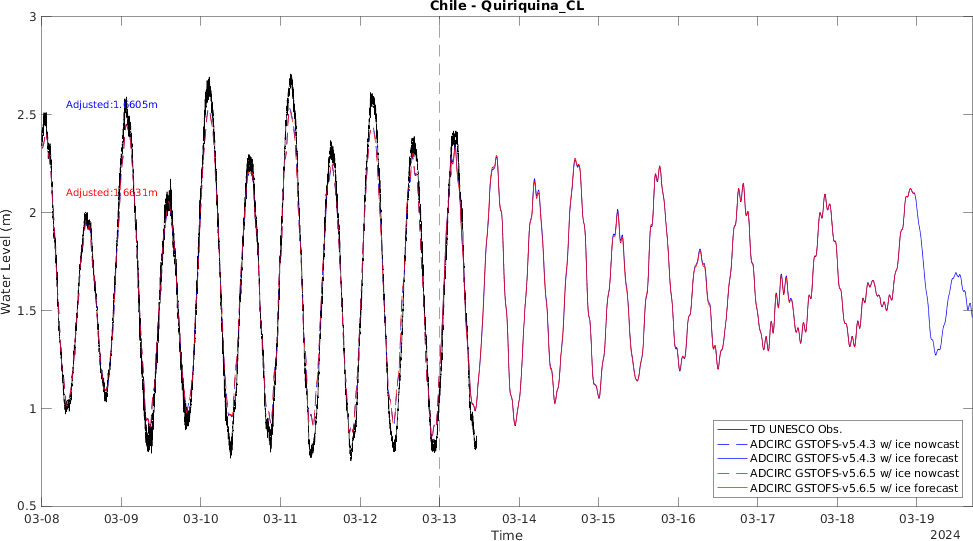 Chile - Quiriquina_CL
3
2.5
2
1.5
1
0.5
Water Level (m)
Adjusted:1.6605m
Adjusted:1.6631m
TD UNESCO Obs.
ADCIRC GSTOFS-v5.4.3 w/ ice nowcast
ADCIRC GSTOFS-v5.4.3 w/ ice forecast
ADCIRC GSTOFS-v5.6.5 w/ ice nowcast
ADCIRC GSTOFS-v5.6.5 w/ ice forecast
03-08 03-09 03-10 03-11 03-12 03-13 03-14 03-15 03-16 03-17 03-18 03-19
Time
2024